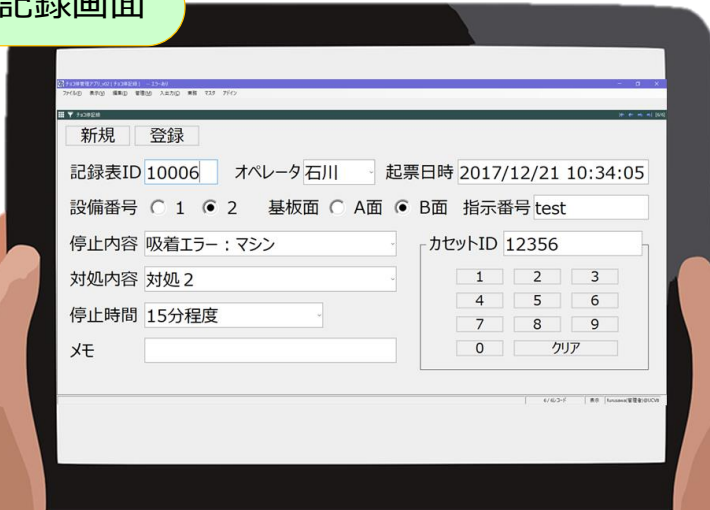 記録画面
新規 登録
記録表ID 10006 オペレータ 石川 起票日時 2017/12/21 10:34:05
設備番号 1 2 基板面 A面 B面 指示番号 test
停止内容 吸着エラー：マシン カセットID 12356
対処内容 対処２ 1 2 3
4 5 6
停止時間 15分程度
7 8 9
メモ 0 クリア